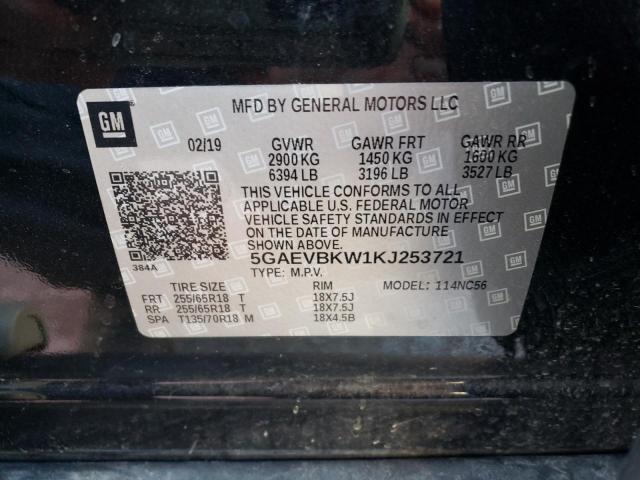 GM
MFD BY GENERAL MOTORS LLC
02/19 GVWR GAWR FRT GAWR RR
2900 KG 1450 KG 1600 KG
6394 LB 3196 LB 3527 LB
THIS VEHICLE CONFORMS TO ALL
APPLICABLE U.S. FEDERAL MOTOR
VEHICLE SAFETY STANDARDS IN EFFECT
ON THE DATE OF MANUFACTURE
SHOWN ABOVE.
384A
5GAEVBKW1KJ253721
TYPE: M.P.V. MODEL: 114NC56
TIRE SIZE RIM
FRT 255/65R18 T 18X7.5J
RR 255/65R18 T 18X7.5J
SPA T135/70R18 M 18X4.5B